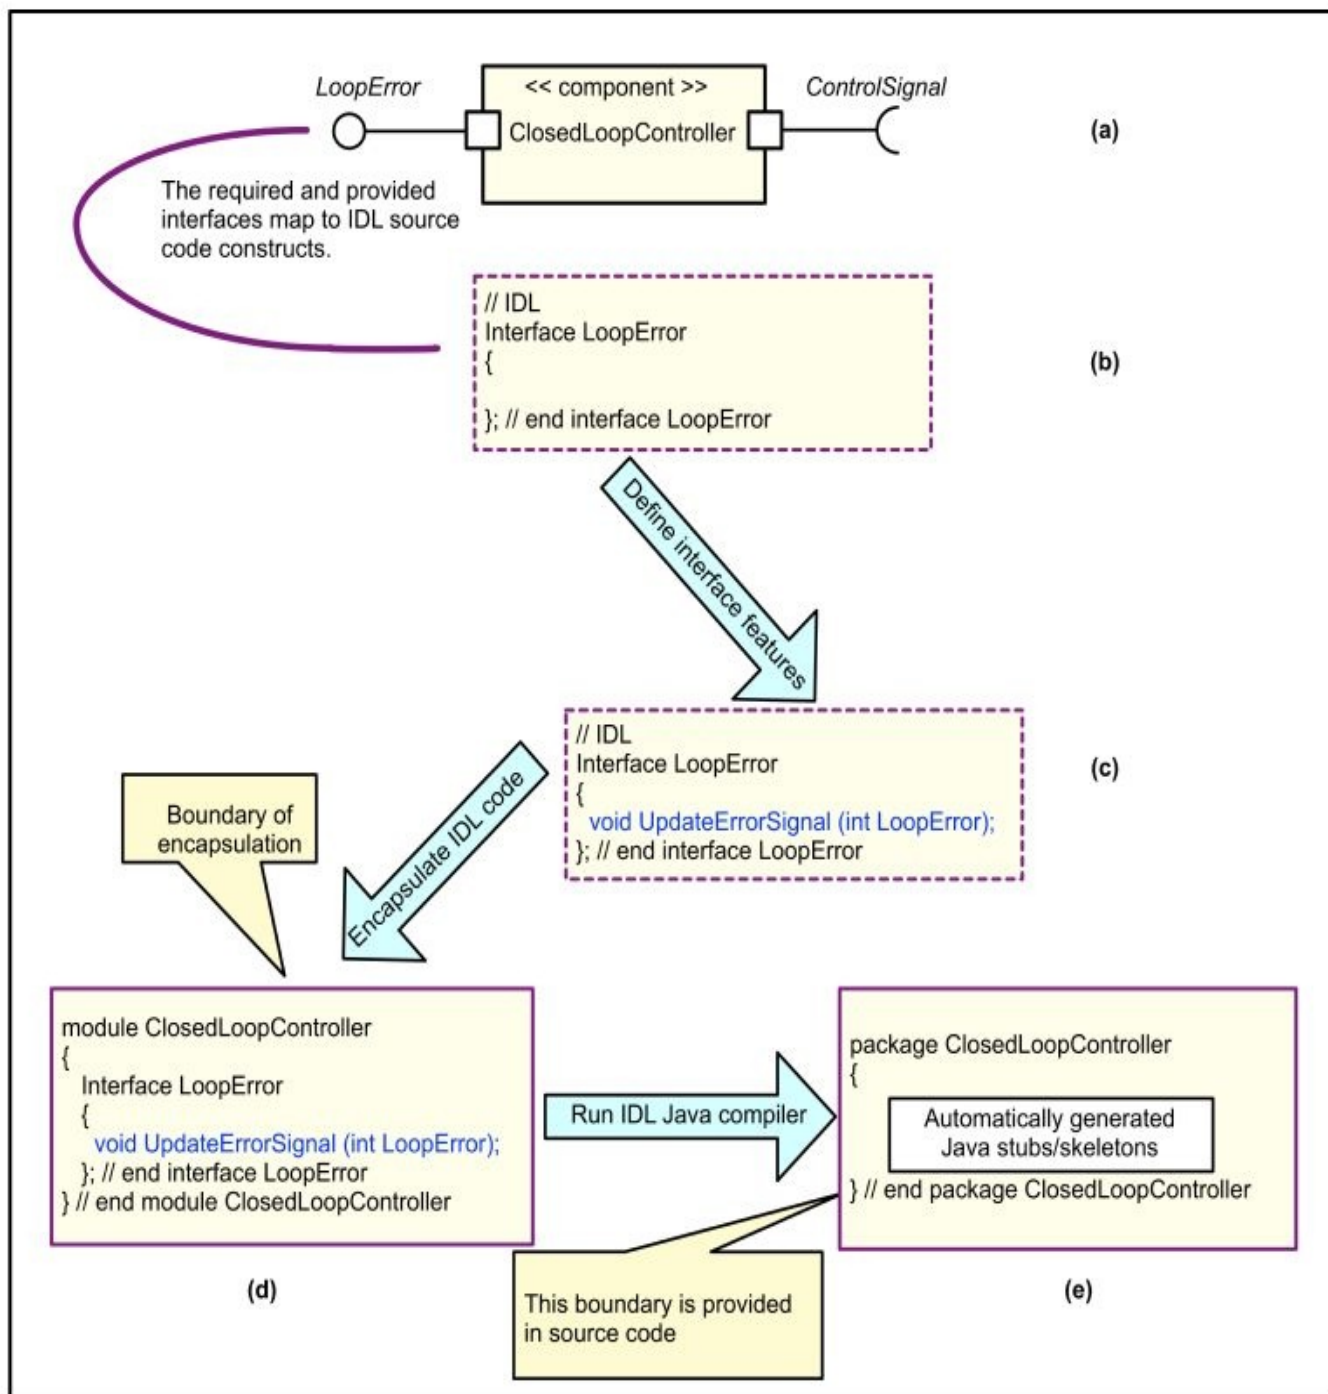 LoopError
<< component >>
ControlSignal
ClosedLoopController
(a)
The required and provided
interfaces map to IDL source
code constructs.
// IDL
Interface LoopError
{
}; // end interface LoopError
(b)
Define interface features
// IDL
Interface LoopError
{
void UpdateErrorSignal (int LoopError);
}; // end interface LoopError
(c)
Encapsulate IDL code
Boundary of
encapsulation
module ClosedLoopController
{
Interface LoopError
{
void UpdateErrorSignal (int LoopError);
}; // end interface LoopError
} // end module ClosedLoopController
(d)
Run IDL Java compiler
package ClosedLoopController
{
Automatically generated
Java stubs/skeletons
} // end package ClosedLoopController
(e)
This boundary is provided
in source code